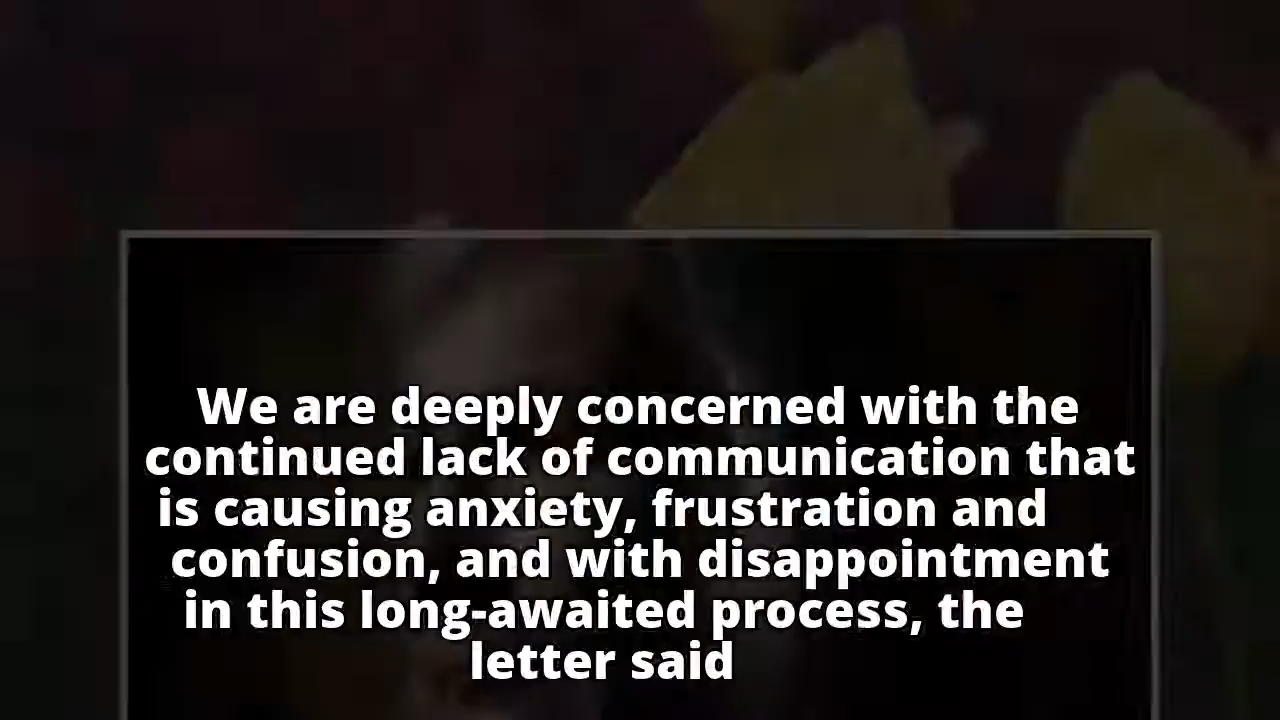 We are deeply concerned with the
continued lack of communication that
is causing anxiety, frustration and
confusion, and with disappointment
in this long-awaited process, the
letter said